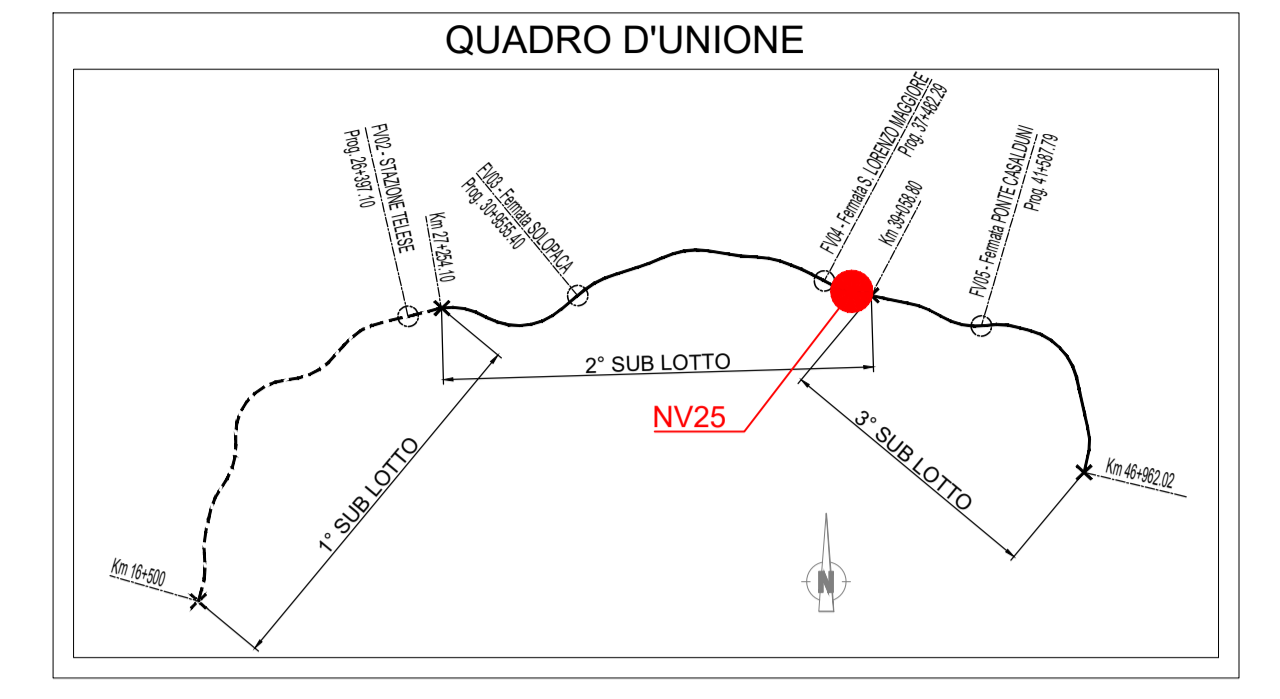 QUADRO D'UNIONE
FV02 - STAZIONE TELESE
Prog. 26+397.10
Km 27+254.10
FV03 - Fermata SOLOPACA
Prog. 30+9555.40
FV04 - Fermata S. LORENZO MAGGIORE
Prog. 37+482.29
Km 39+058.80
FV05 - Fermata PONTE CASALDUNI
Prog. 41+587.79
2° SUB LOTTO
NV25
1° SUB LOTTO
3° SUB LOTTO
Km 46+962.02
Km 16+500
N